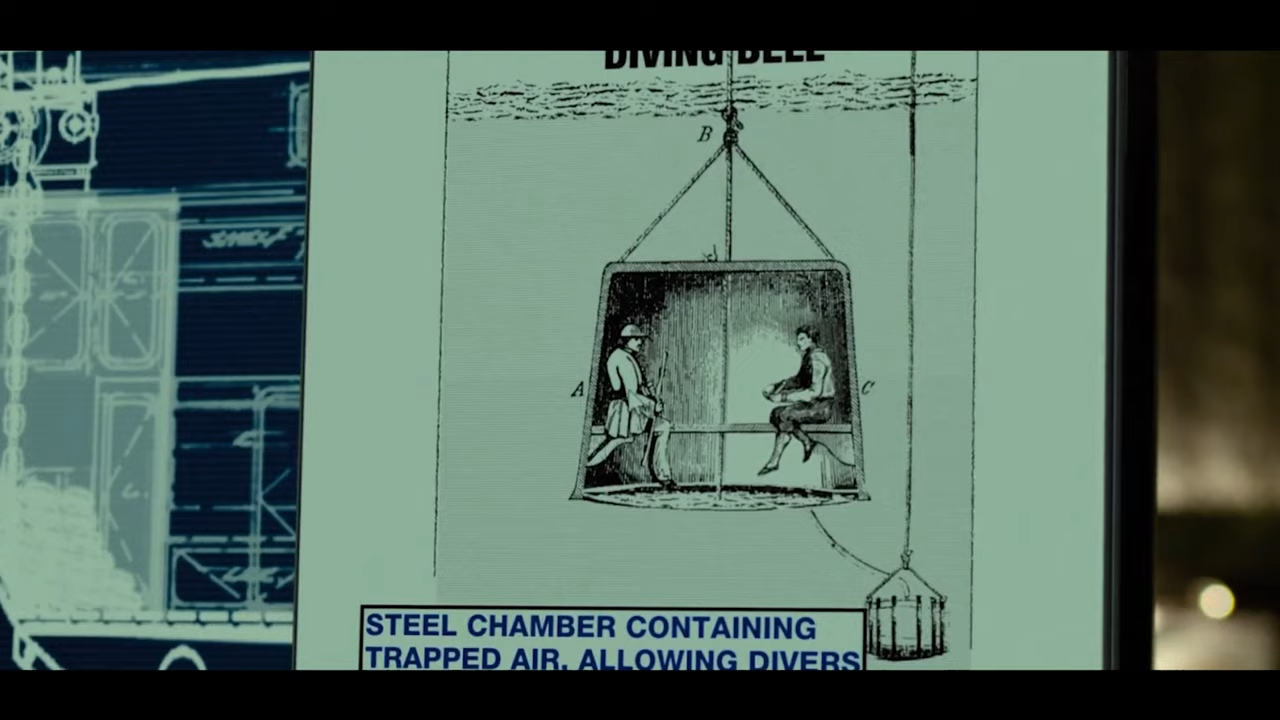 DIVING BELL
B
A
C
STEEL CHAMBER CONTAINING
TRAPPED AIR, ALLOWING DIVERS